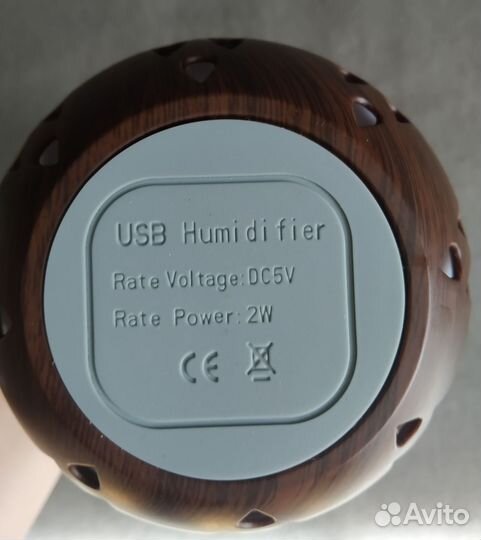 USB Humidifier
Rate Voltage:DC5V
Rate Power:2W
CE
Avito